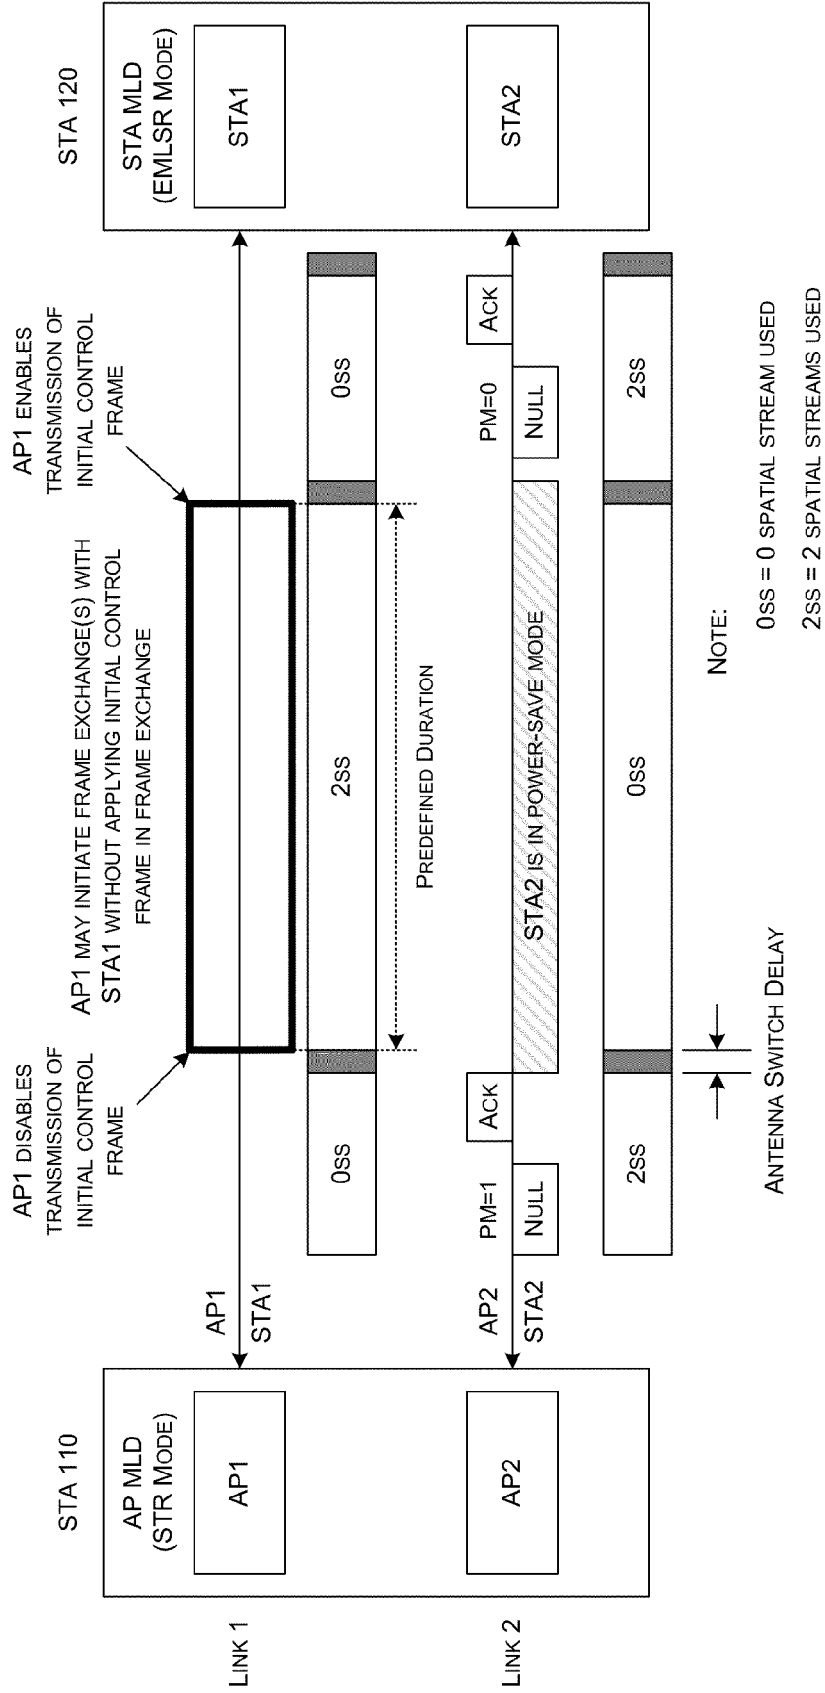 STA 110
AP MLD
(STR MODE)
AP1
AP2
LINK 1
LINK 2
AP1
STA1
AP2
STA2
AP1 DISABLES
TRANSMISSION OF
INITIAL CONTROL
FRAME
AP1 MAY INITIATE FRAME EXCHANGE(S) WITH
STA1 WITHOUT APPLYING INITIAL CONTROL
FRAME IN FRAME EXCHANGE
AP1 ENABLES
TRANSMISSION OF
INITIAL CONTROL
FRAME
0SS
2SS
0SS
PREDEFINED DURATION
PM=1
NULL
ACK
STA2 IS IN POWER-SAVE MODE
PM=0
NULL
ACK
2SS
0SS
2SS
ANTENNA SWITCH DELAY
NOTE:
0SS = 0 SPATIAL STREAM USED
2SS = 2 SPATIAL STREAMS USED
STA 120
STA MLD
(EMLSR MODE)
STA1
STA2